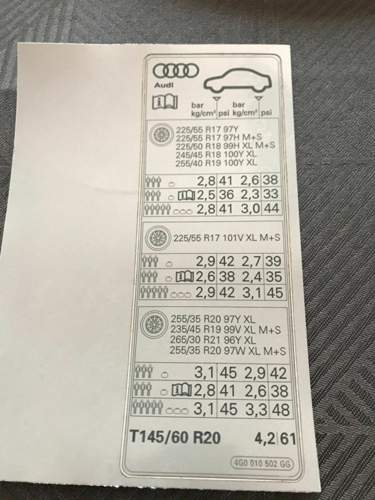 Audi
bar bar
kg/cm² psi kg/cm² psi
225/55 R17 97Y
225/55 R17 97H M+S
225/50 R18 99H XL M+S
245/45 R18 100Y XL
255/40 R19 100Y XL
2,8 41 2,6 38
2,5 36 2,3 33
2,8 41 3,0 44
225/55 R17 101V XL M+S
2,9 42 2,7 39
2,6 38 2,4 35
2,9 42 3,1 45
255/35 R20 97Y XL
235/45 R19 99V XL M+S
265/30 R21 96Y XL
255/35 R20 97W XL M+S
3,1 45 2,9 42
2,8 41 2,6 38
3,1 45 3,3 48
T145/60 R20 4,2 61
4G0 010 502 GG